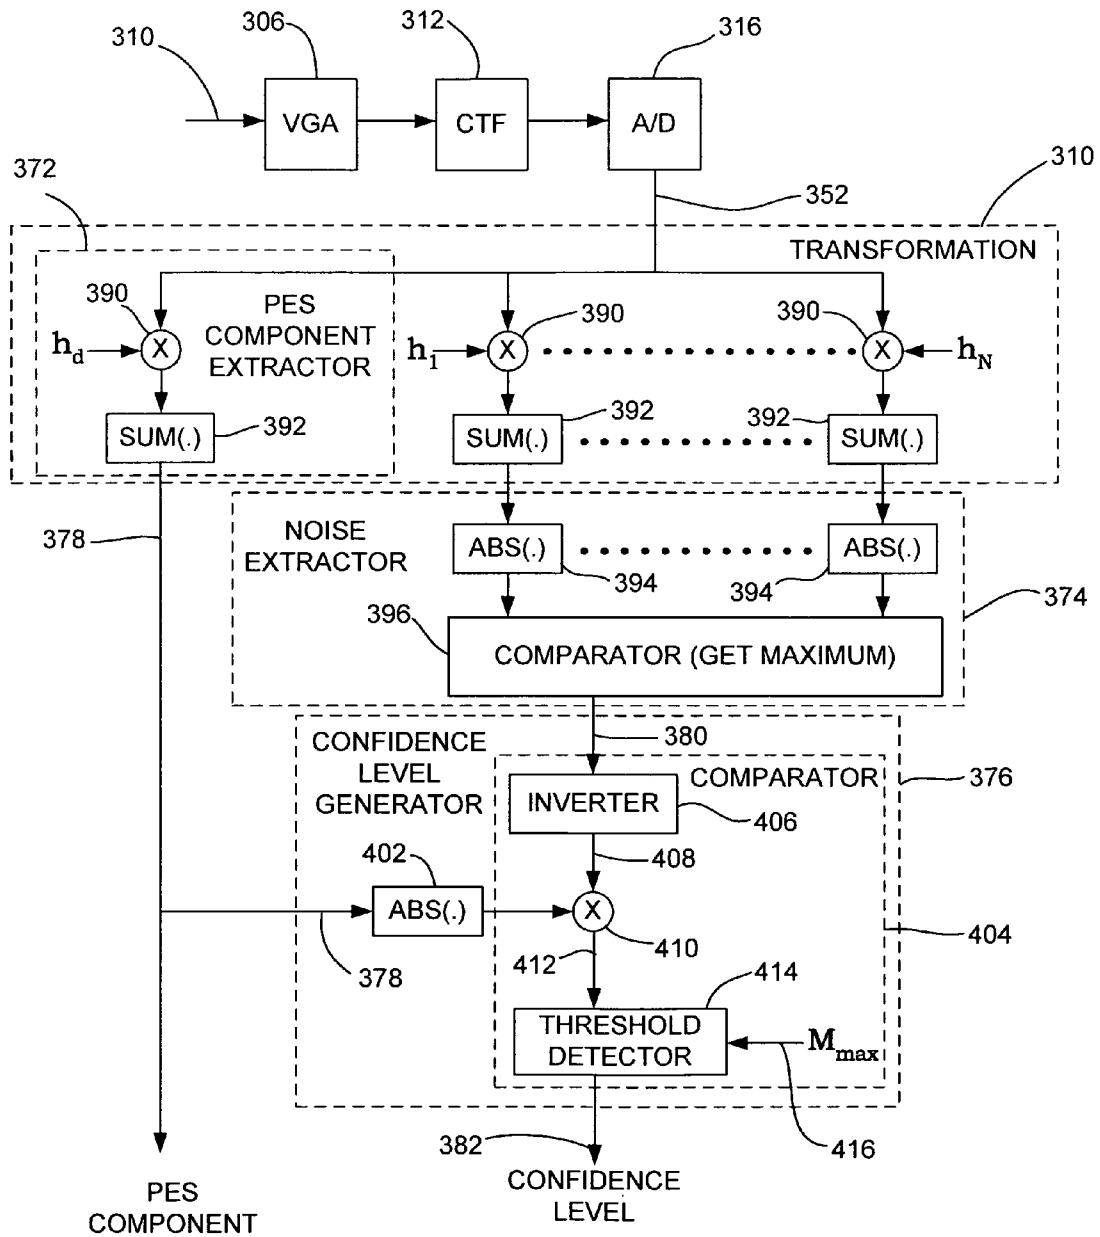 310
306
312
316
VGA
CTF
A/D
372
352
310
TRANSFORMATION
390
PES
COMPONENT
EXTRACTOR
390
390
X
X
X
h_d
h_1
h_N
SUM(.)
392
392
392
SUM(.)
SUM(.)
378
NOISE
EXTRACTOR
ABS(.)
ABS(.)
394
394
374
396
COMPARATOR (GET MAXIMUM)
380
CONFIDENCE
LEVEL
GENERATOR
COMPARATOR
376
INVERTER
406
408
402
ABS(.)
X
378
410
404
412
414
THRESHOLD
DETECTOR
M_max
416
382
CONFIDENCE
LEVEL
PES
COMPONENT